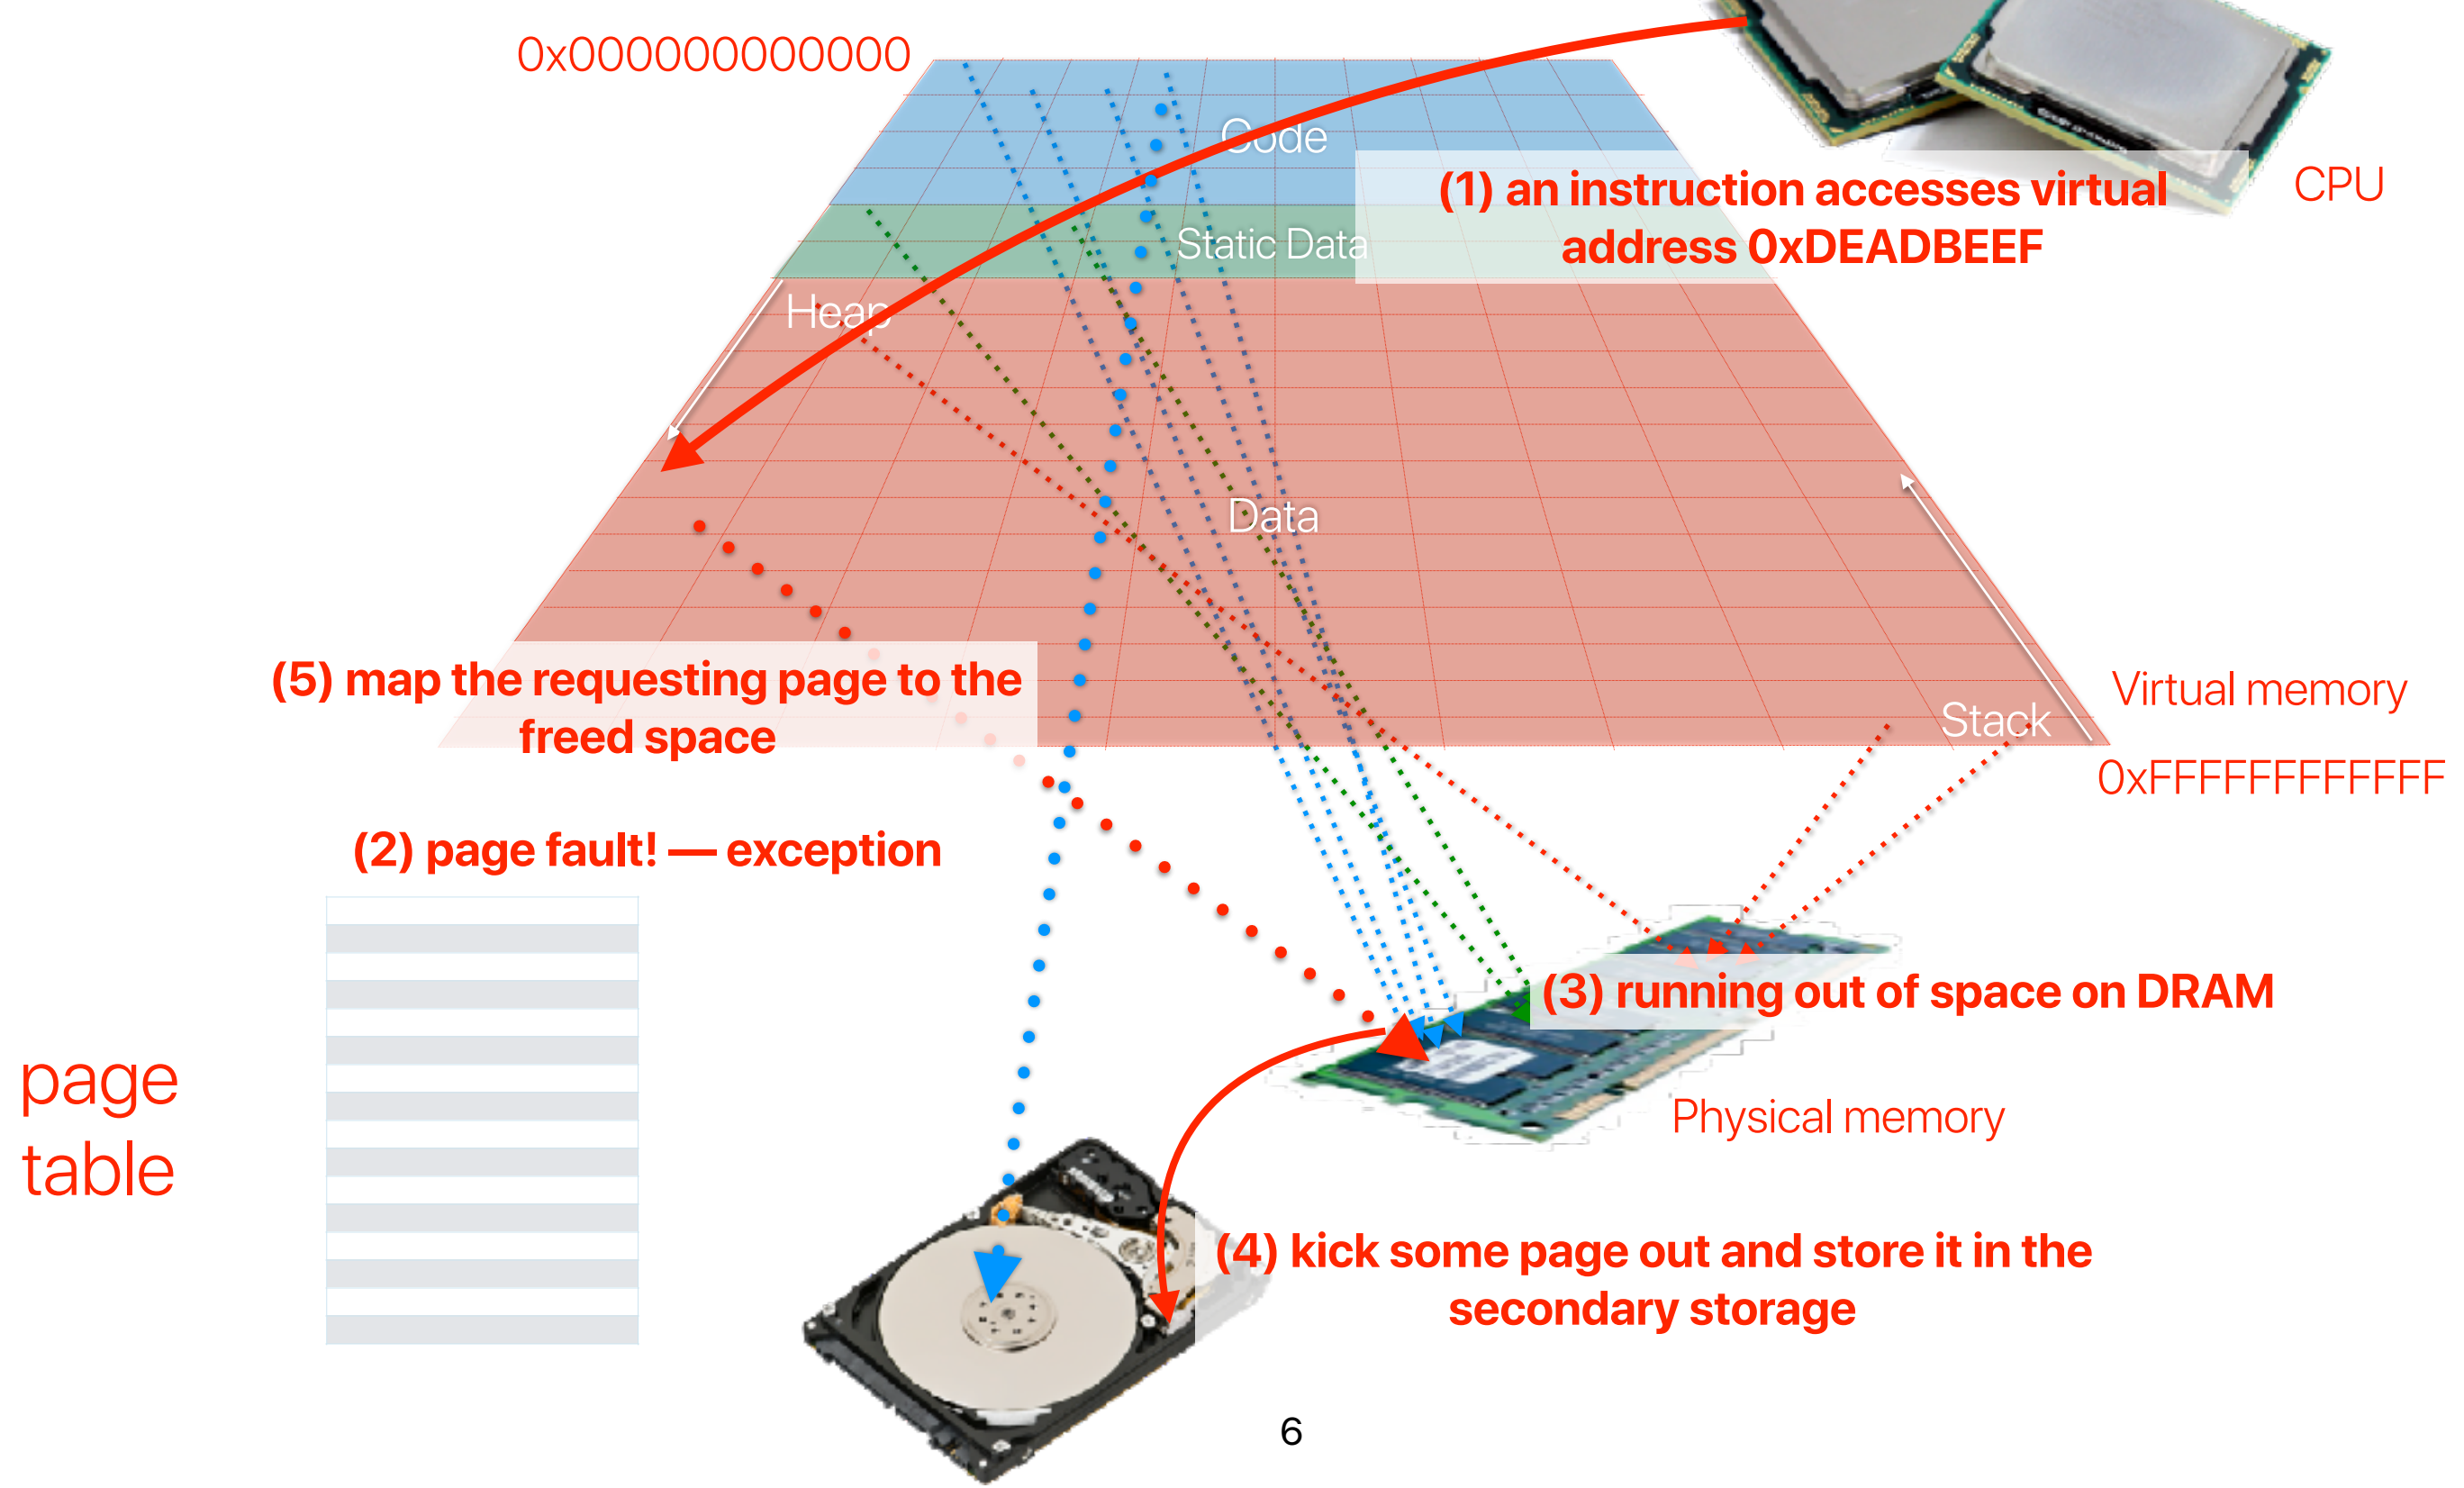 0x000000000000
Code
(1) an instruction accesses virtual
address 0xDEADBEEF
CPU
Static Data
Heap
Data
(5) map the requesting page to the
freed space
Virtual memory
Stack
0xFFFFFFFFFFFF
(2) page fault! — exception
(3) running out of space on DRAM
page
table
Physical memory
(4) kick some page out and store it in the
secondary storage
6